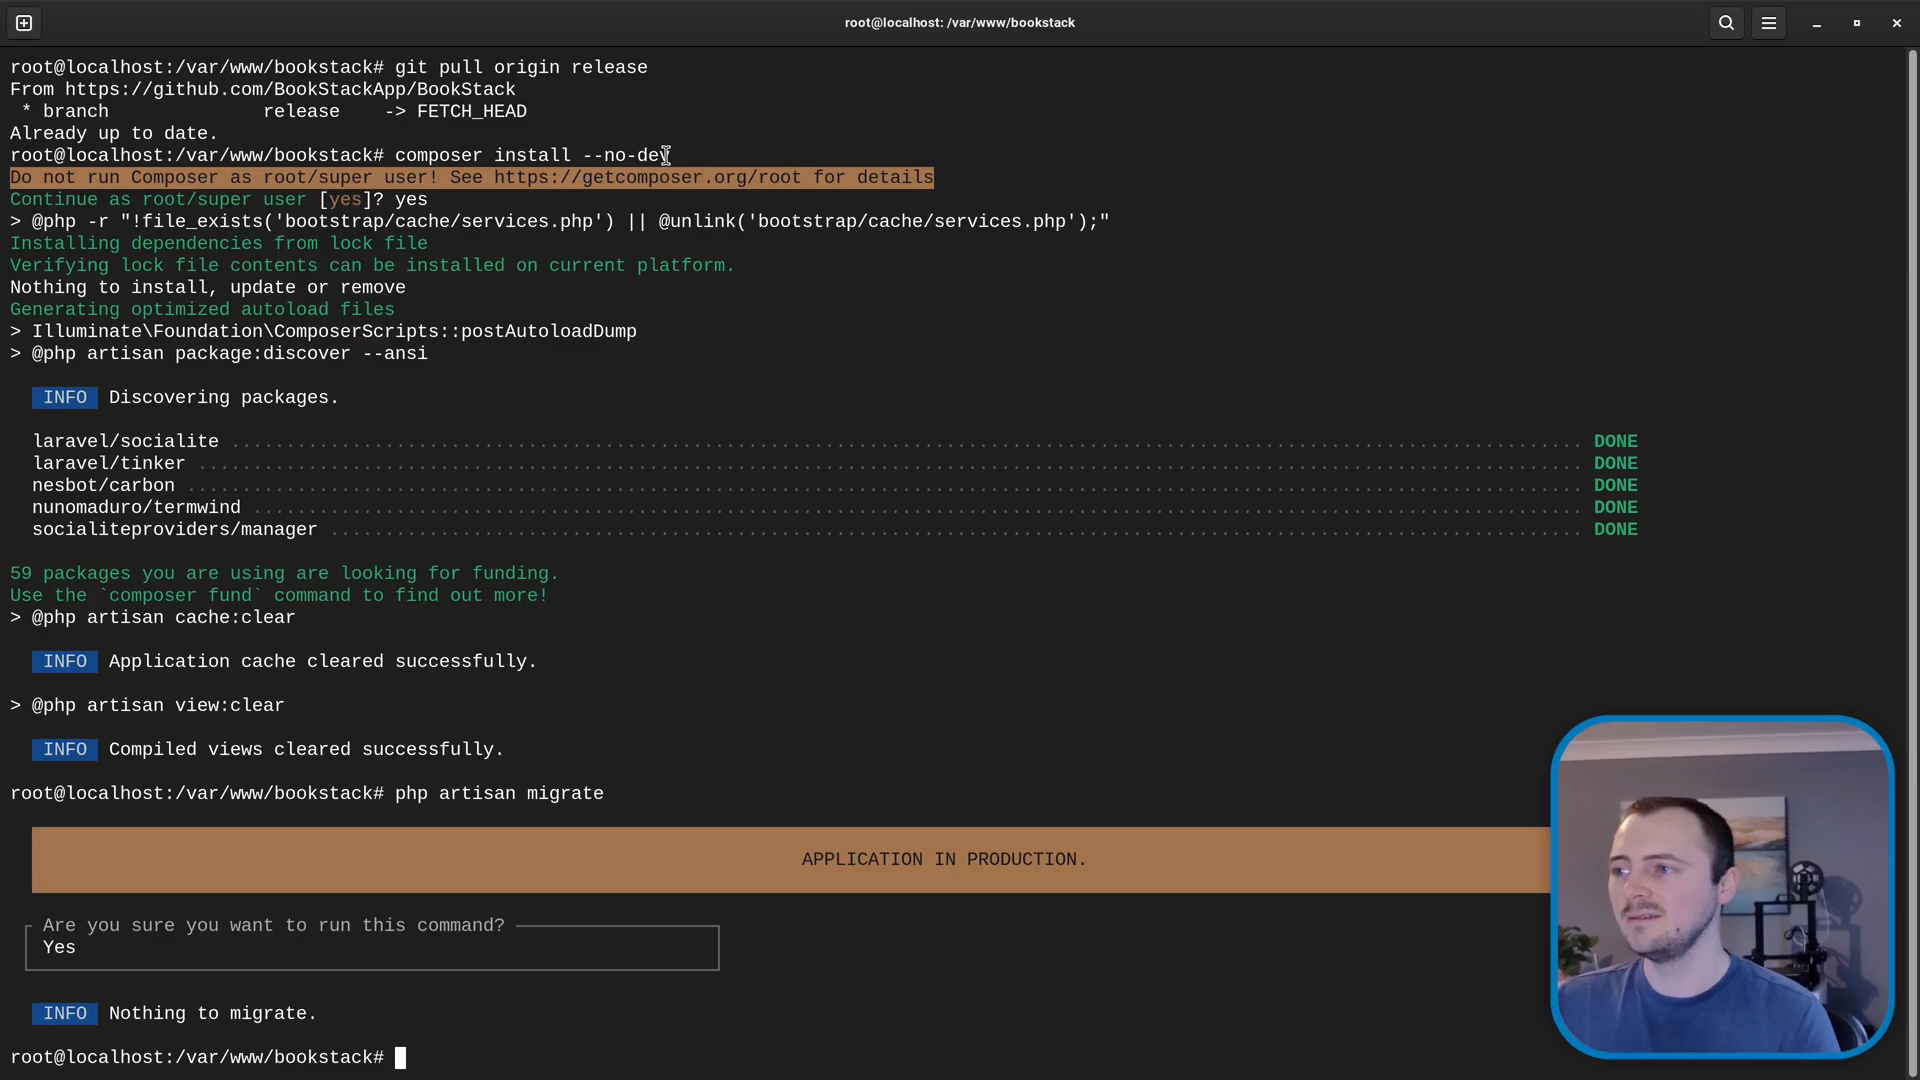 root@localhost: /var/www/bookstack
root@localhost:/var/www/bookstack# git pull origin release
From https://github.com/BookStackApp/BookStack
 * branch              release    -> FETCH_HEAD
Already up to date.
root@localhost:/var/www/bookstack# composer install --no-dev
Do not run Composer as root/super user! See https://getcomposer.org/root for details
Continue as root/super user [yes]? yes
> @php -r "!file_exists('bootstrap/cache/services.php') || @unlink('bootstrap/cache/services.php');"
Installing dependencies from lock file
Verifying lock file contents can be installed on current platform.
Nothing to install, update or remove
Generating optimized autoload files
> Illuminate\Foundation\ComposerScripts::postAutoloadDump
> @php artisan package:discover --ansi
INFO  Discovering packages.
laravel/socialite ........................................ DONE
laravel/tinker ........................................ DONE
nesbot/carbon ........................................ DONE
nunomaduro/termwind ........................................ DONE
socialiteproviders/manager ........................................ DONE
59 packages you are using are looking for funding.
Use the `composer fund` command to find out more!
> @php artisan cache:clear
INFO  Application cache cleared successfully.
> @php artisan view:clear
INFO  Compiled views cleared successfully.
root@localhost:/var/www/bookstack# php artisan migrate
APPLICATION IN PRODUCTION.
Are you sure you want to run this command?
Yes
INFO  Nothing to migrate.
root@localhost:/var/www/bookstack#